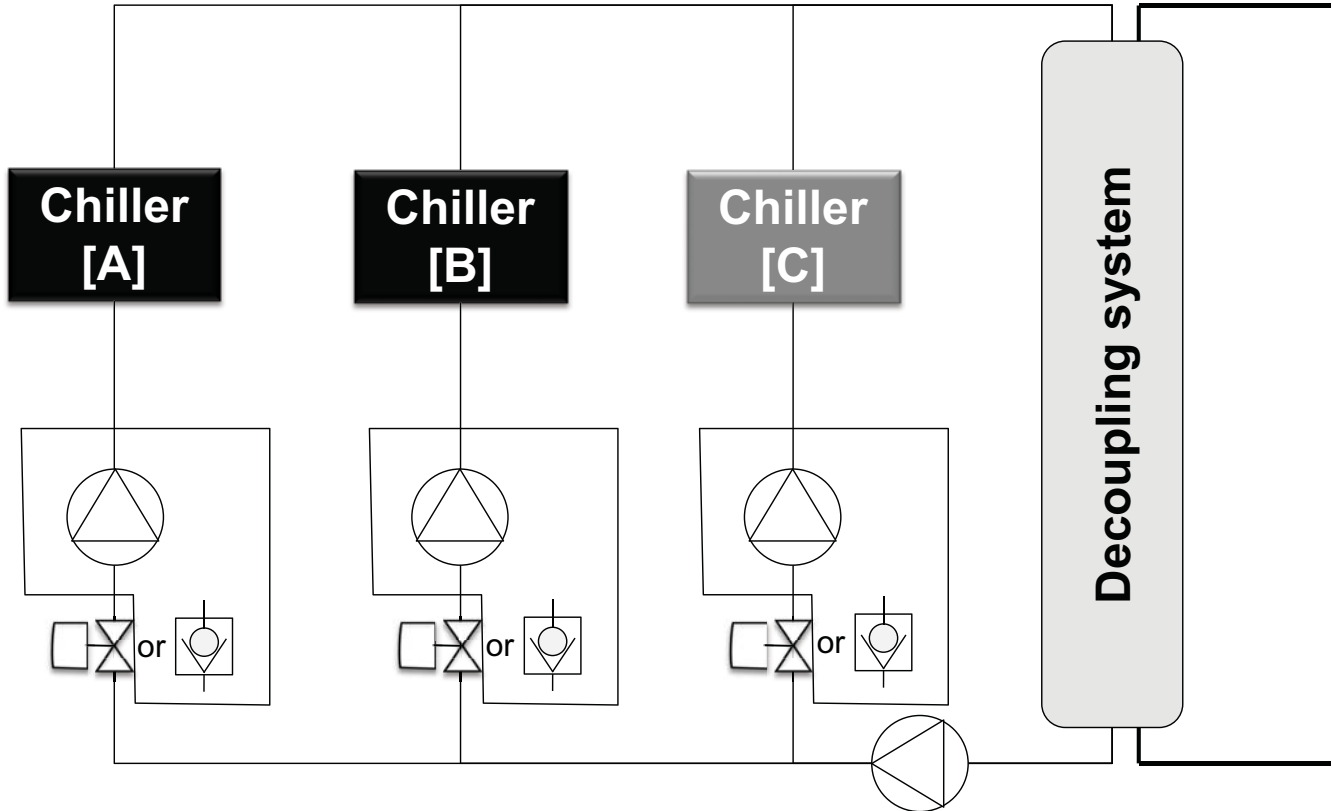 Chiller
[A]
Chiller
[B]
Chiller
[C]
Decoupling system
or
or
or